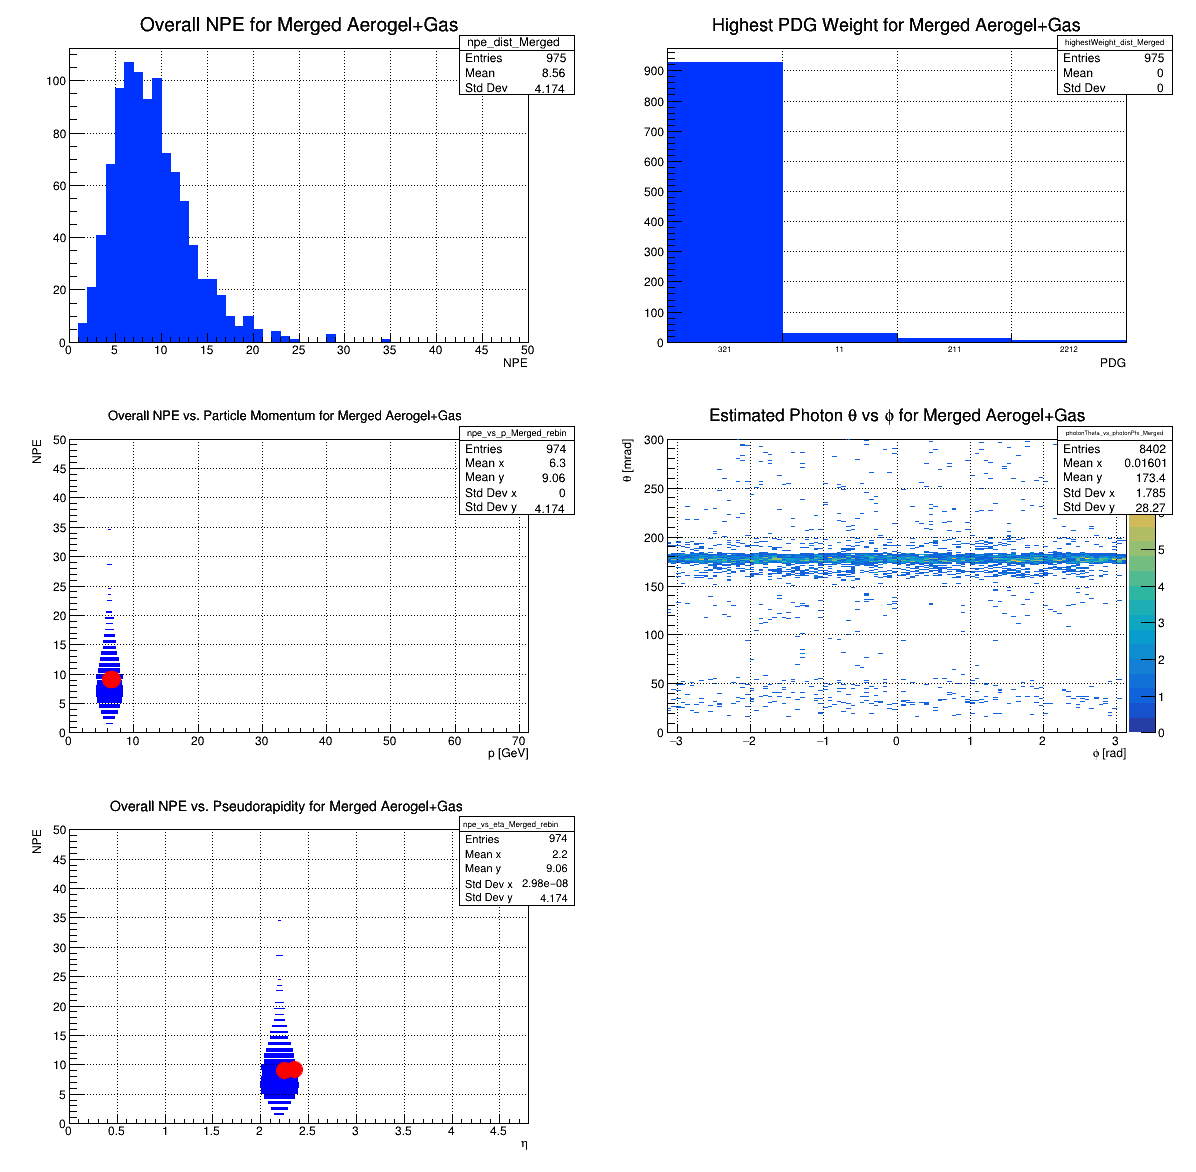 Overall NPE for Merged Aerogel+Gas
npe_dist_Merged
Entries 975
Mean 8.56
Std Dev 4.174
100
80
60
40
20
0
0 5 10 15 20 25 30 35 40 45 50
NPE
Highest PDG Weight for Merged Aerogel+Gas
highestWeight_dist_Merged
Entries 975
Mean 0
Std Dev 0
900
800
700
600
500
400
300
200
100
0
321 11 211 2212
PDG
Overall NPE vs. Particle Momentum for Merged Aerogel+Gas
npe_vs_p_Merged_rebin
Entries 974
Mean x 6.3
Mean y 9.06
Std Dev x 0
Std Dev y 4.174
NPE
50
45
40
35
30
25
20
15
10
5
0
0 10 20 30 40 50 60 70
p [GeV]
Estimated Photon θ vs ϕ for Merged Aerogel+Gas
photonTheta_vs_photonPhi_Merged
Entries 8402
Mean x 0.01601
Mean y 173.4
Std Dev x 1.785
Std Dev y 28.27
θ [mrad]
300
250
200
150
100
50
0
−3 −2 −1 0 1 2 3
ϕ [rad]
5
4
3
2
1
0
Overall NPE vs. Pseudorapidity for Merged Aerogel+Gas
npe_vs_eta_Merged_rebin
Entries 974
Mean x 2.2
Mean y 9.06
Std Dev x 2.98e−08
Std Dev y 4.174
NPE
50
45
40
35
30
25
20
15
10
5
0
0 0.5 1 1.5 2 2.5 3 3.5 4 4.5
η